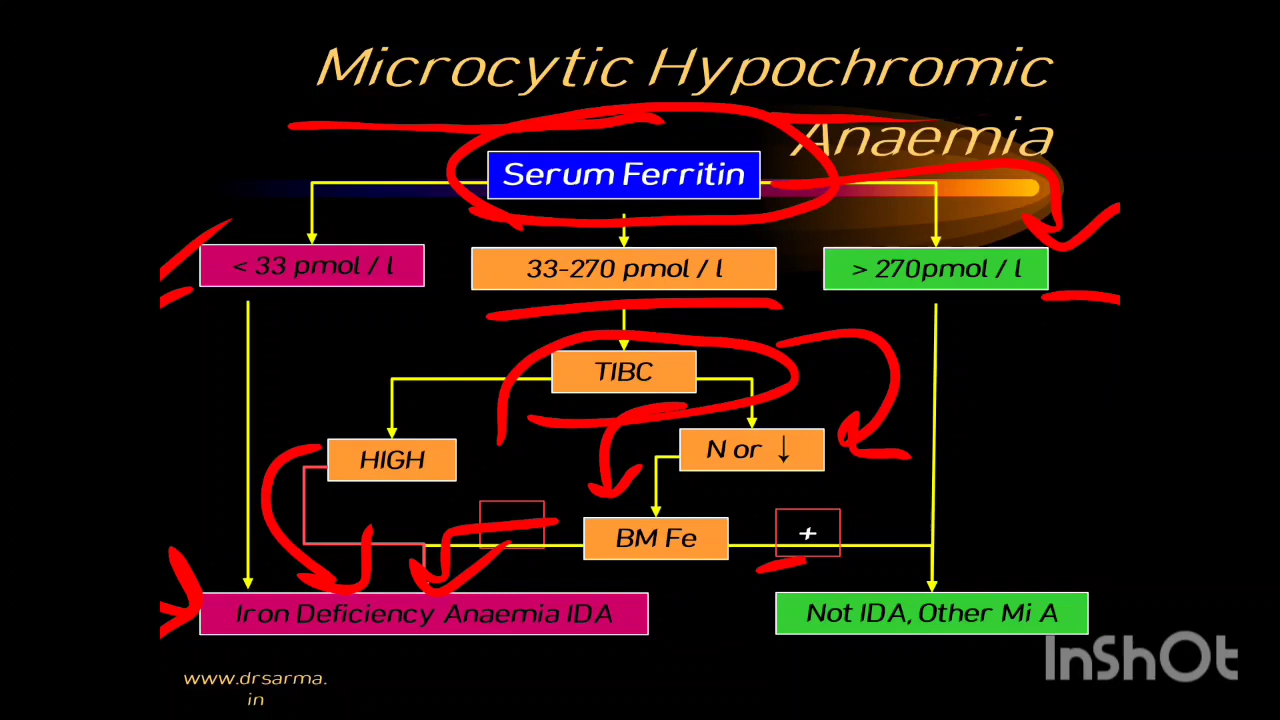 Microcytic Hypochromic
Anaemia
Serum Ferritin
< 33 pmol / l
33-270 pmol / l
> 270pmol / l
TIBC
HIGH
N or ↓
BM Fe
+
Iron Deficiency Anaemia IDA
Not IDA, Other Mi A
www.drsarma.
in
InShOt